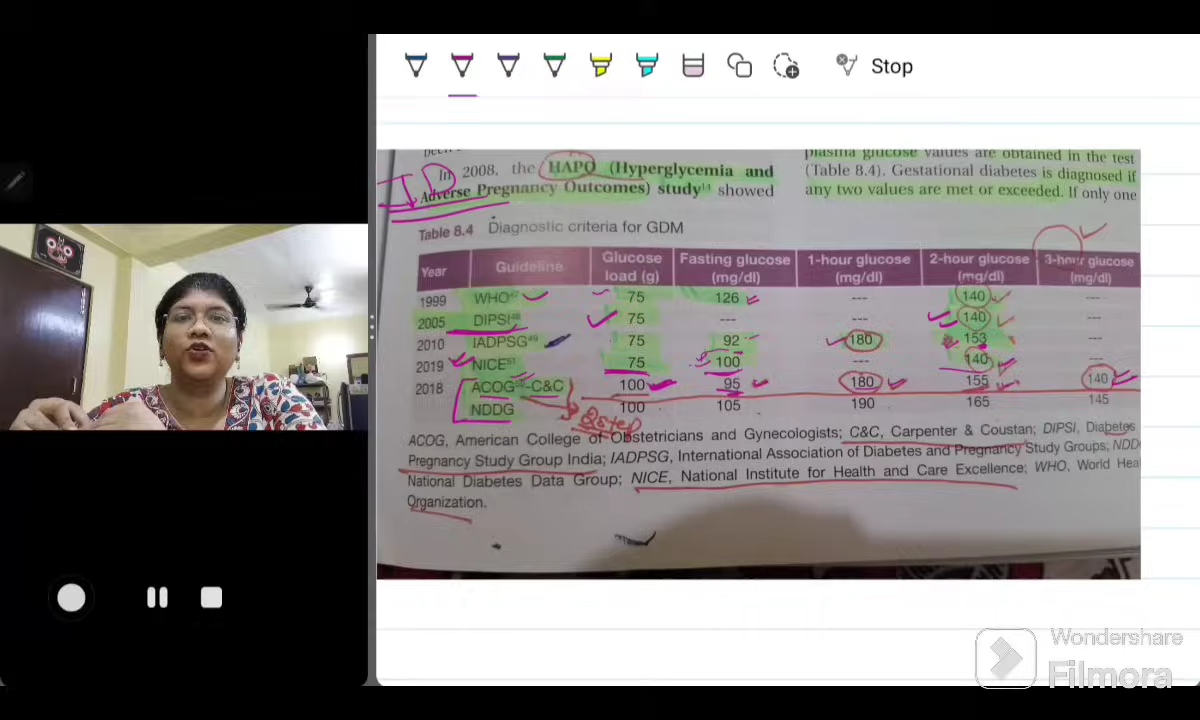 Stop
In 2008, the HAPO (Hyperglycemia and
Adverse Pregnancy Outcomes) study¹⁴ showed
plasma glucose values are obtained in the test
(Table 8.4). Gestational diabetes is diagnosed if
any two values are met or exceeded. If only one
Table 8.4 Diagnostic criteria for GDM
Year Guideline Glucose load (g) Fasting glucose (mg/dl) 1-hour glucose (mg/dl) 2-hour glucose (mg/dl) 3-hour glucose (mg/dl)
1999 WHO 75 126 --- 140 ---
2005 DIPSI 75 --- --- 140 ---
2010 IADPSG 75 92 180 153 ---
2019 NICE 75 100 --- 140 ---
2018 ACOG -C&C 100 95 180 155 140
NDDG 100 105 190 165 145
2 step
ACOG, American College of Obstetricians and Gynecologists; C&C, Carpenter & Coustan; DIPSI, Diabetes
Pregnancy Study Group India; IADPSG, International Association of Diabetes and Pregnancy Study Groups; NDD
National Diabetes Data Group; NICE, National Institute for Health and Care Excellence; WHO, World Heal
Organization.
Wondershare
Filmora